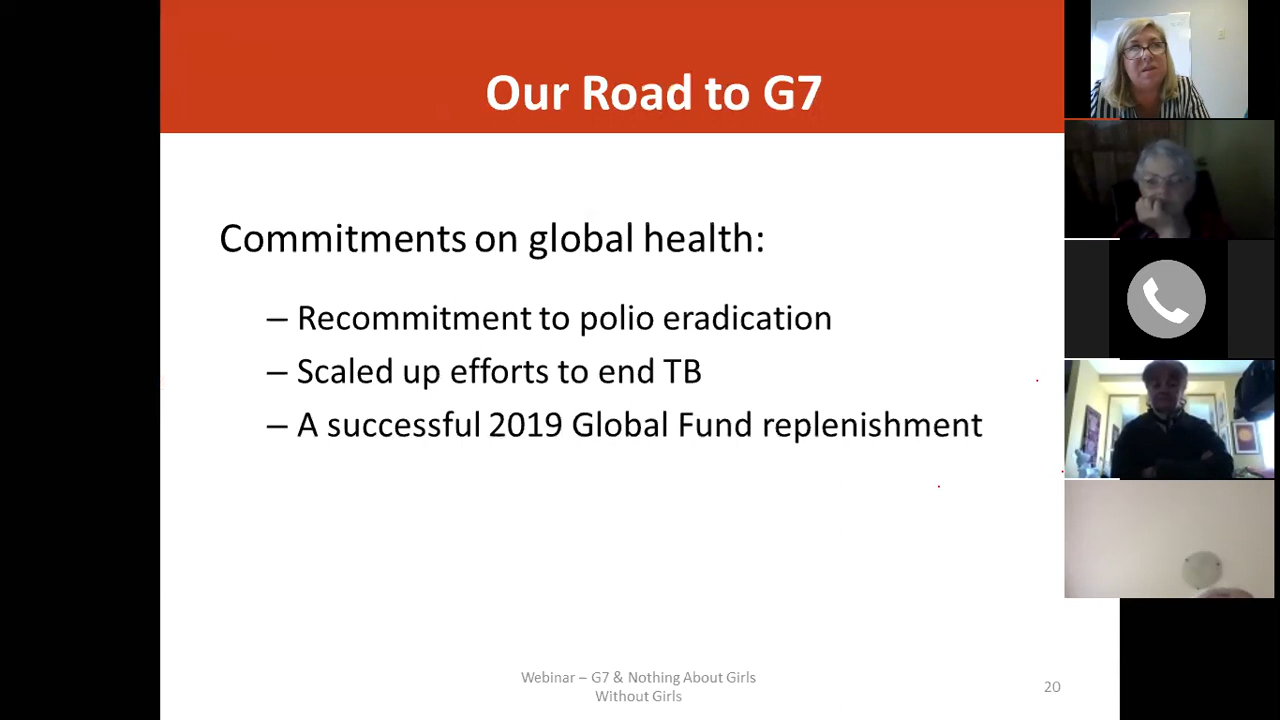 Our Road to G7
Commitments on global health:
– Recommitment to polio eradication
– Scaled up efforts to end TB
– A successful 2019 Global Fund replenishment
Webinar – G7 & Nothing About Girls
Without Girls
20